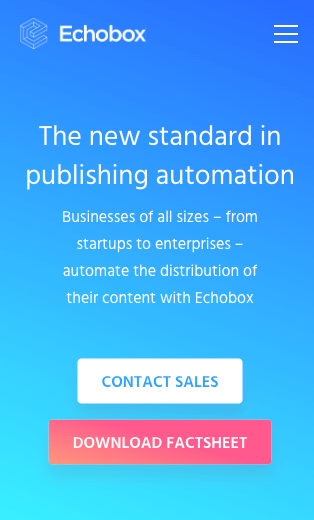 Echobox
The new standard in
publishing automation
Businesses of all sizes – from
startups to enterprises –
automate the distribution of
their content with Echobox
CONTACT SALES
DOWNLOAD FACTSHEET